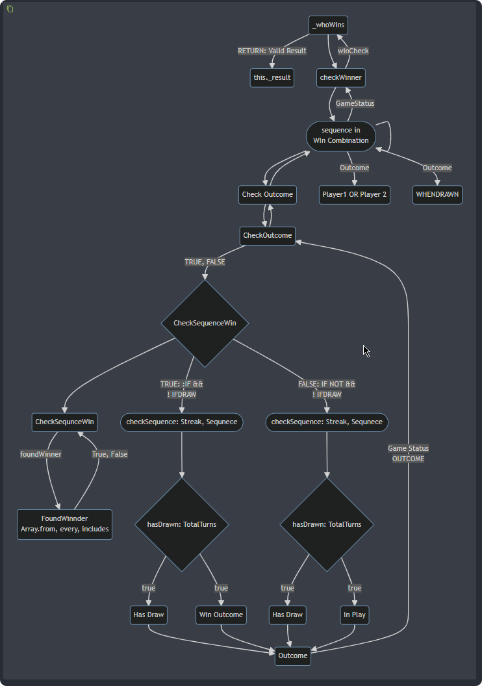 _whoWins
RETURN: Valid Result
winCheck
this._result
checkWinner
GameStatus
sequence in
Win Combination
Outcome
Outcome
Check Outcome
Player1 OR Player 2
WHENDRAWN
CheckOutcome
TRUE, FALSE
CheckSequenceWin
TRUE: :IF &&
! IFDRAW
FALSE: IF NOT &&
! IFDRAW
CheckSequnceWin
checkSequence: Streak, Sequnece
checkSequence: Streak, Sequnece
foundWinner
True, False
Game Status
OUTCOME
FoundWinnder
Array.from, every, includes
hasDrawn: TotalTurns
hasDrawn: TotalTurns
true
true
true
true
Has Draw
Win Outcome
Has Draw
In Play
Outcome